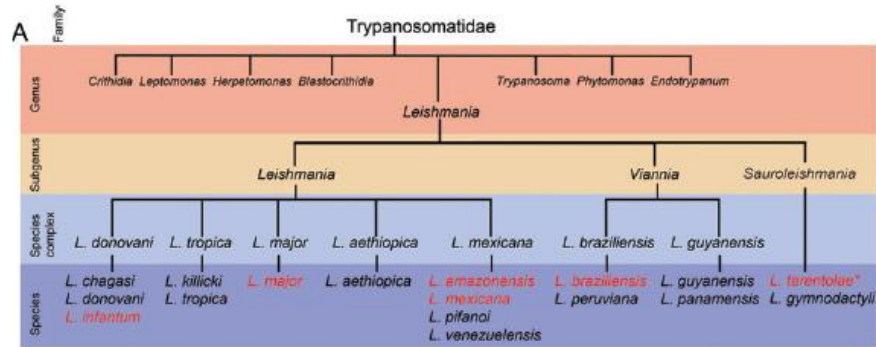 A
Family
Trypanosomatidae
Genus
Crithidia Leptomonas Herpetomonas Blastocrithidia Trypanosoma Phytomonas Endotrypanum
Leishmania
Subgenus
Leishmania Viannia Sauroleishmania
Species complex
L. donovani L. tropica L. major L. aethiopica L. mexicana L. braziliensis L. guyanensis
Species
L. chagasi L. killicki L. major L. aethiopica L. amazonensis L. braziliensis L. guyanensis L. tarentolae*
L. donovani L. tropica L. mexicana L. peruviana L. panamensis L. gymnodactyli
L. infantum L. pifanoi
L. venezuelensis